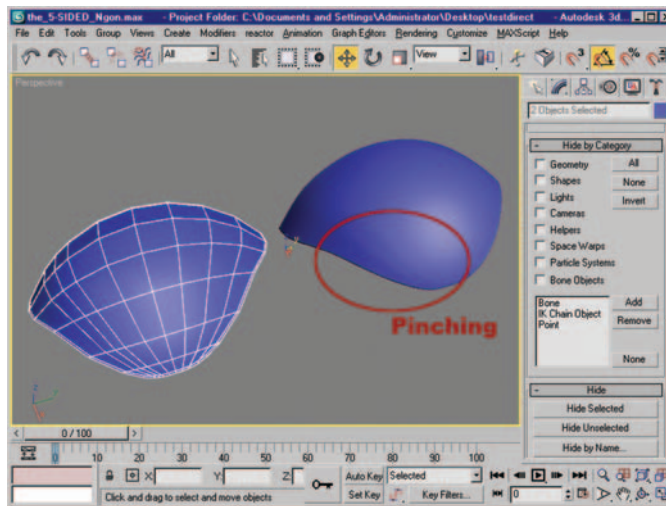 the_5-SIDED_Ngon.max - Project Folder: C:\Documents and Settings\Administrator\Desktop\testdirect - Autodesk 3d...
File Edit Tools Group Views Create Modifiers reactor Animation Graph Editors Rendering Customize MAXScript Help
All
View
3
%
Perspective
2 Objects Selected
- Hide by Category
Geometry
All
Shapes
None
Lights
Invert
Cameras
Helpers
Space Warps
Particle Systems
Bone Objects
Bone
Add
IK Chain Object
Remove
Point
None
Pinching
- Hide
Hide Selected
Hide Unselected
Hide by Name...
< 0 / 100 >
0 10 20 30 40 50 60 70 80 90 100
X: Y: Z:
Auto Key Selected
Click and drag to select and move objects
Set Key Key Filters...
0